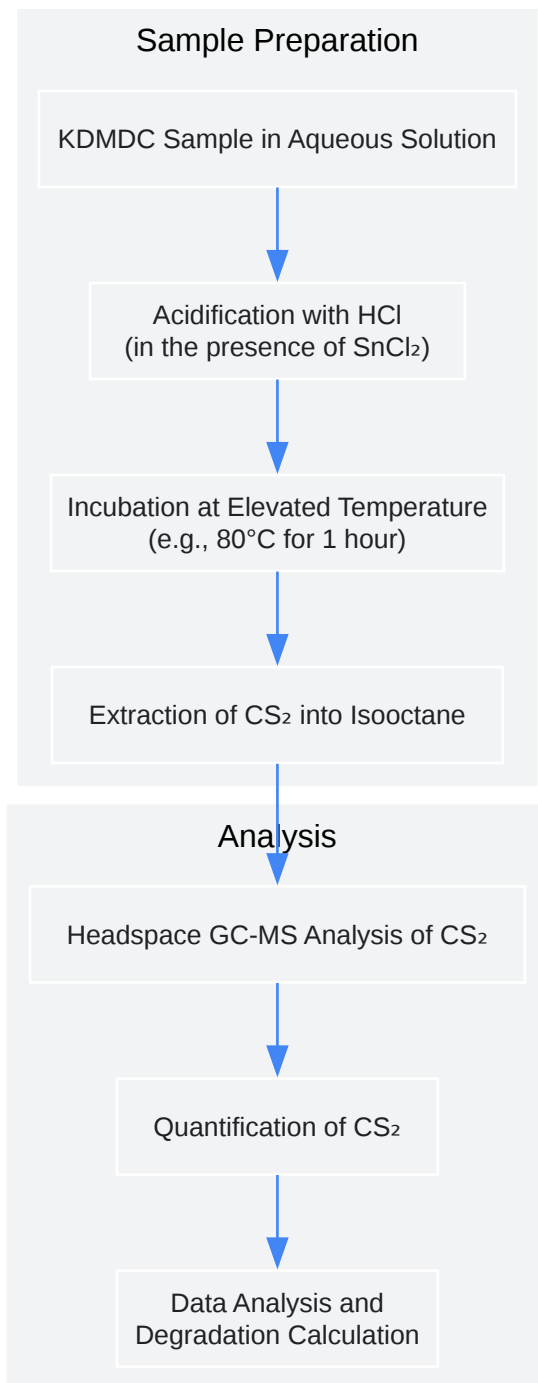 Sample Preparation
KDMDC Sample in Aqueous Solution
Acidification with HCl
(in the presence of SnCl₂)
Incubation at Elevated Temperature
(e.g., 80°C for 1 hour)
Extraction of CS₂ into Isooctane
Analysis
Headspace GC-MS Analysis of CS₂
Quantification of CS₂
Data Analysis and
Degradation Calculation